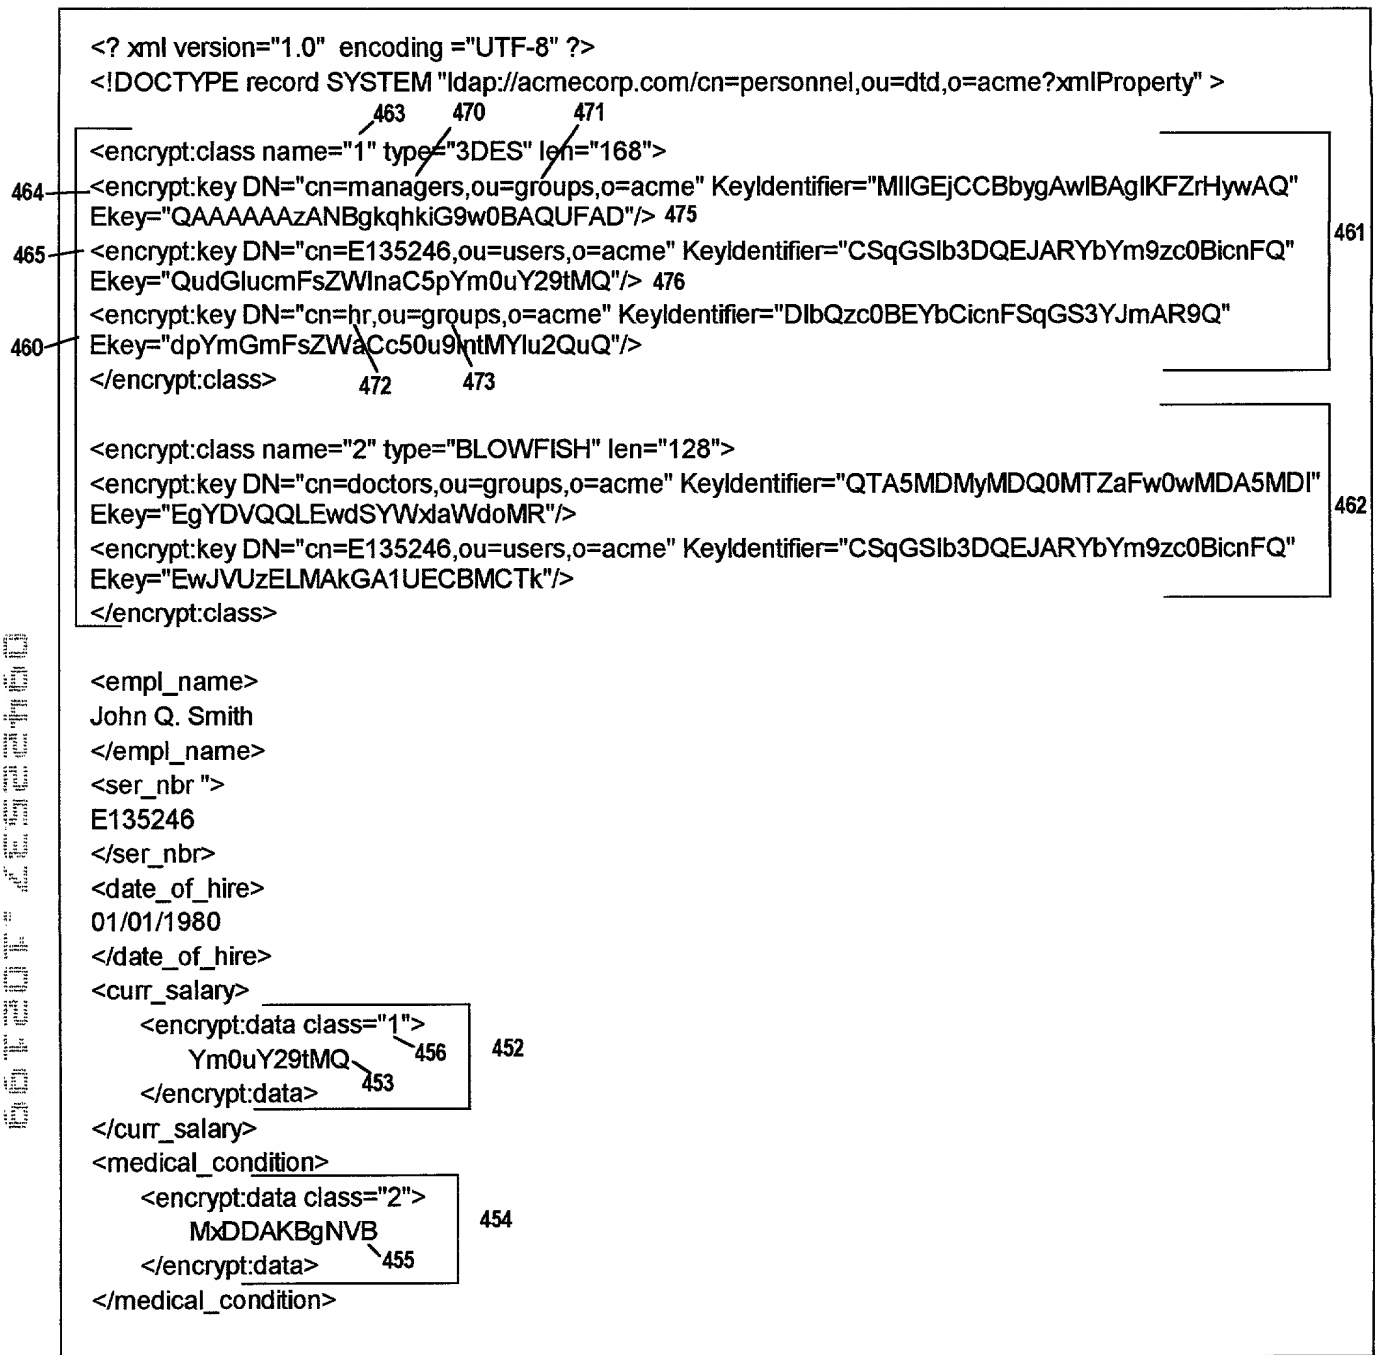 <? xml version="1.0" encoding ="UTF-8" ?>
<!DOCTYPE record SYSTEM "ldap://acmecorp.com/cn=personnel,ou=dtd,o=acme?xmlProperty" >
463 470 471
<encrypt:class name="1" type="3DES" len="168">
464 <encrypt:key DN="cn=managers,ou=groups,o=acme" KeyIdentifier="MIIGEjCCBbygAwIBAgIKFZrHywAQ"
Ekey="QAAAAAAzANBgkqhkiG9w0BAQUFAD"/> 475
461
465 <encrypt:key DN="cn=E135246,ou=users,o=acme" KeyIdentifier="CSqGSIb3DQEJARYbYm9zc0BicnFQ"
Ekey="QudGlucmFsZWlnaC5pYm0uY29tMQ"/> 476
<encrypt:key DN="cn=hr,ou=groups,o=acme" KeyIdentifier="DIbQzc0BEYbCicnFSqGS3YJmAR9Q"
460 Ekey="dpYmGmFsZWaCc50u9IntMYlu2QuQ"/>
</encrypt:class> 472 473
<encrypt:class name="2" type="BLOWFISH" len="128">
<encrypt:key DN="cn=doctors,ou=groups,o=acme" KeyIdentifier="QTA5MDMyMDQ0MTZaFw0wMDA5MDI"
Ekey="EgYDVQQLEwdSYWxlaWdoMR"/> 462
<encrypt:key DN="cn=E135246,ou=users,o=acme" KeyIdentifier="CSqGSIb3DQEJARYbYm9zc0BicnFQ"
Ekey="EwJVUzELMAkGA1UECBMCTk"/>
</encrypt:class>
<empl_name>
John Q. Smith
</empl_name>
<ser_nbr ">
E135246
</ser_nbr>
<date_of_hire>
01/01/1980
</date_of_hire>
<curr_salary>
<encrypt:data class="1">
Ym0uY29tMQ 456 452
</encrypt:data> 453
</curr_salary>
<medical_condition>
<encrypt:data class="2">
MxDDAKBgNVB 454
</encrypt:data> 455
</medical_condition>